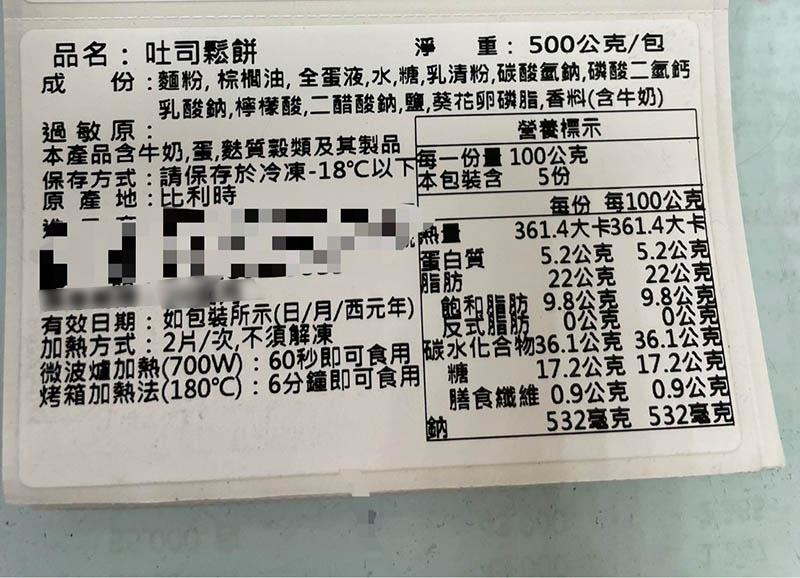 品名：吐司鬆餅　淨　重：500公克/包
成　份：麵粉, 棕櫚油, 全蛋液,水,糖,乳清粉,碳酸氫鈉,磷酸二氫鈣
乳酸鈉,檸檬酸,二醋酸鈉,鹽,葵花卵磷脂,香料(含牛奶)
過敏原：
本產品含牛奶,蛋,麩質穀類及其製品
保存方式：請保存於冷凍-18℃以下
原產地：比利時
有效日期：如包裝所示(日/月/西元年)
加熱方式：2片/次,不須解凍
微波爐加熱(700W)：60秒即可食用
烤箱加熱法(180℃)：6分鐘即可食用
營養標示
每一份量 100公克
本包裝含　5份
每份 每100公克
熱量 361.4大卡361.4大卡
蛋白質 5.2公克 5.2公克
脂肪 22公克 22公克
飽和脂肪 9.8公克 9.8公克
反式脂肪 0公克 0公克
碳水化合物36.1公克 36.1公克
糖 17.2公克 17.2公克
膳食纖維 0.9公克 0.9公克
鈉 532毫克 532毫克